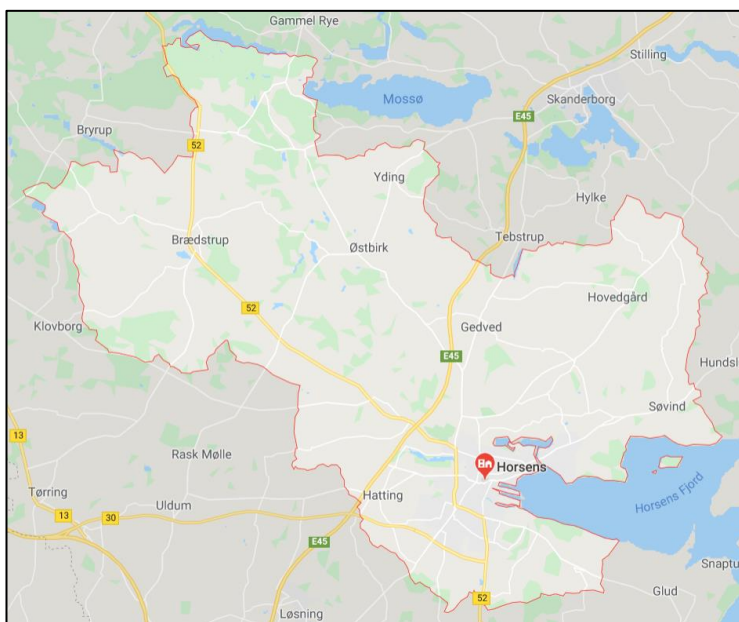 Gammel Rye
Stilling
Mossø
Skanderborg
E45
Bryrup
52
Yding
Hylke
Tebstrup
Brædstrup
Østbirk
Hovedgård
52
Klovborg
Gedved
E45
Hundsl
Søvind
13
Rask Mølle
Horsens
Tørring
Hatting
Horsens Fjord
13
30
Uldum
E45
Snaptu
Glud
52
Løsning